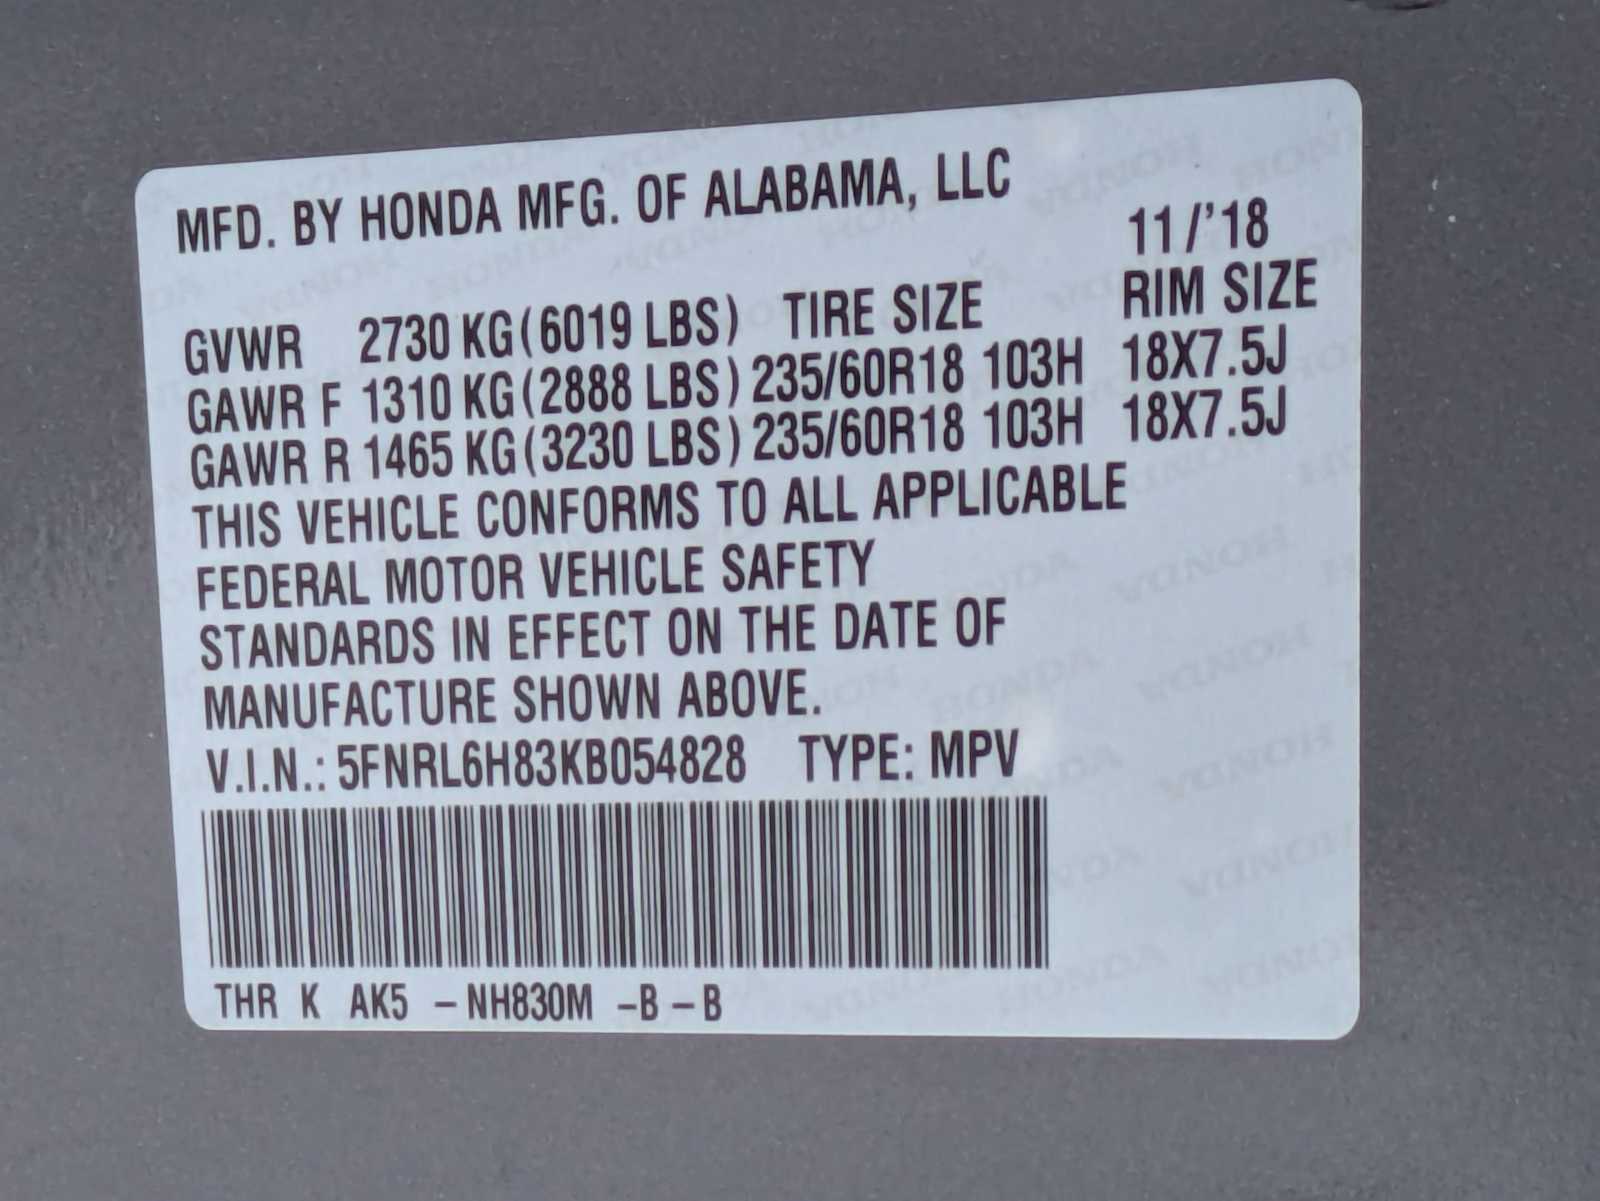 MFD. BY HONDA MFG. OF ALABAMA, LLC
11/'18
GVWR 2730 KG(6019 LBS) TIRE SIZE RIM SIZE
GAWR F 1310 KG(2888 LBS) 235/60R18 103H 18X7.5J
GAWR R 1465 KG(3230 LBS) 235/60R18 103H 18X7.5J
THIS VEHICLE CONFORMS TO ALL APPLICABLE
FEDERAL MOTOR VEHICLE SAFETY
STANDARDS IN EFFECT ON THE DATE OF
MANUFACTURE SHOWN ABOVE.
V.I.N.: 5FNRL6H83KB054828 TYPE: MPV
THR K AK5 -NH830M -B-B